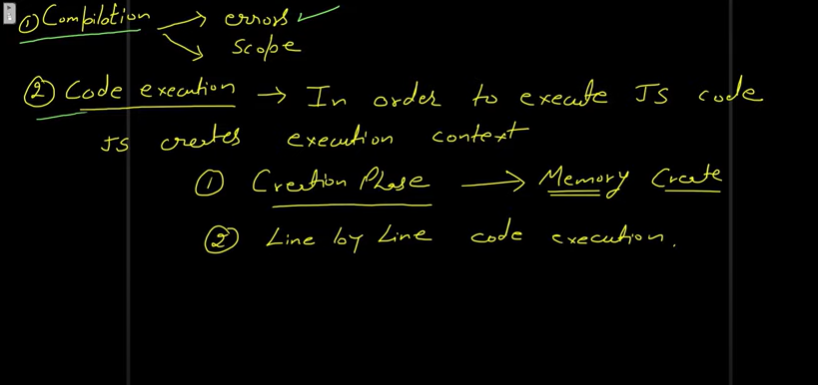 ① Compilation → errors ✓
→ Scope
② Code execution → In order to execute JS code
JS creates execution context
① Creation Phase → Memory Create
② Line by Line code execution.